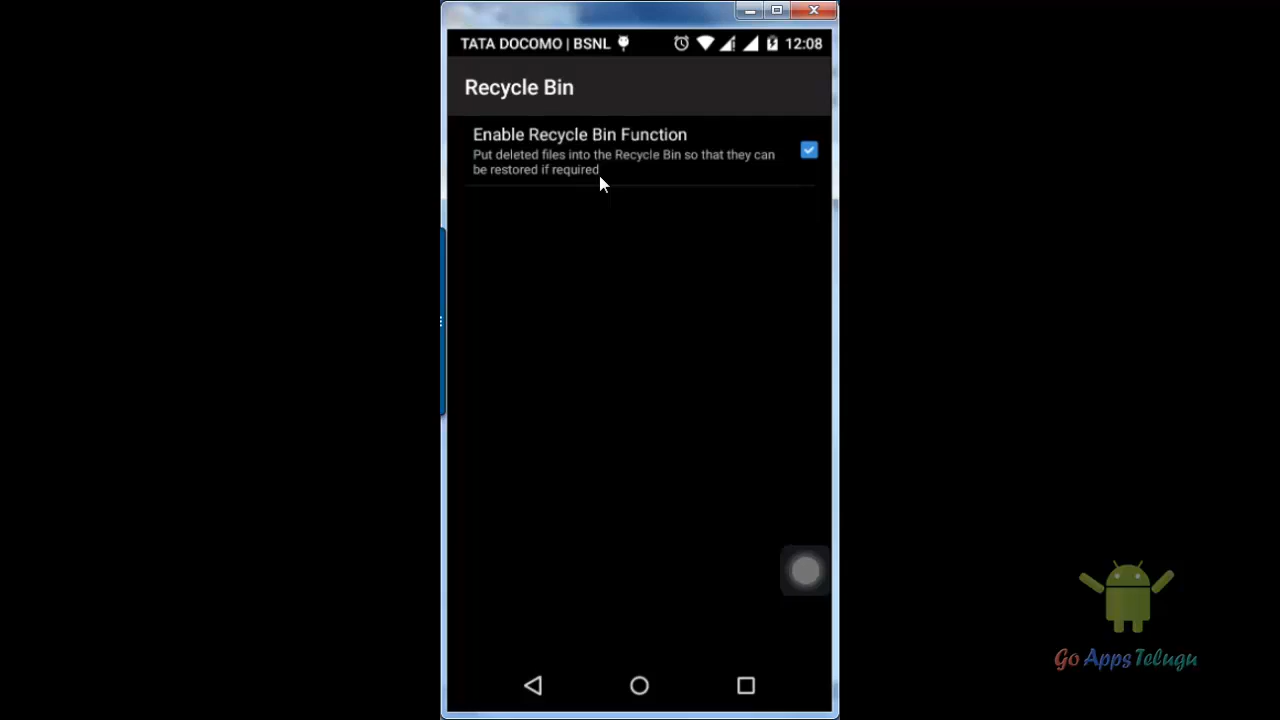 TATA DOCOMO | BSNL 12:08
Recycle Bin
Enable Recycle Bin Function
Put deleted files into the Recycle Bin so that they can
be restored if required
Go Apps Telugu